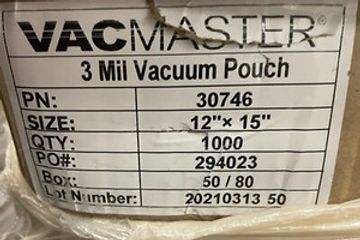 VACMASTER®
3 Mil Vacuum Pouch
PN: 30746
SIZE: 12"× 15"
QTY: 1000
PO#: 294023
Box: 50 / 80
Lot Number: 20210313 50